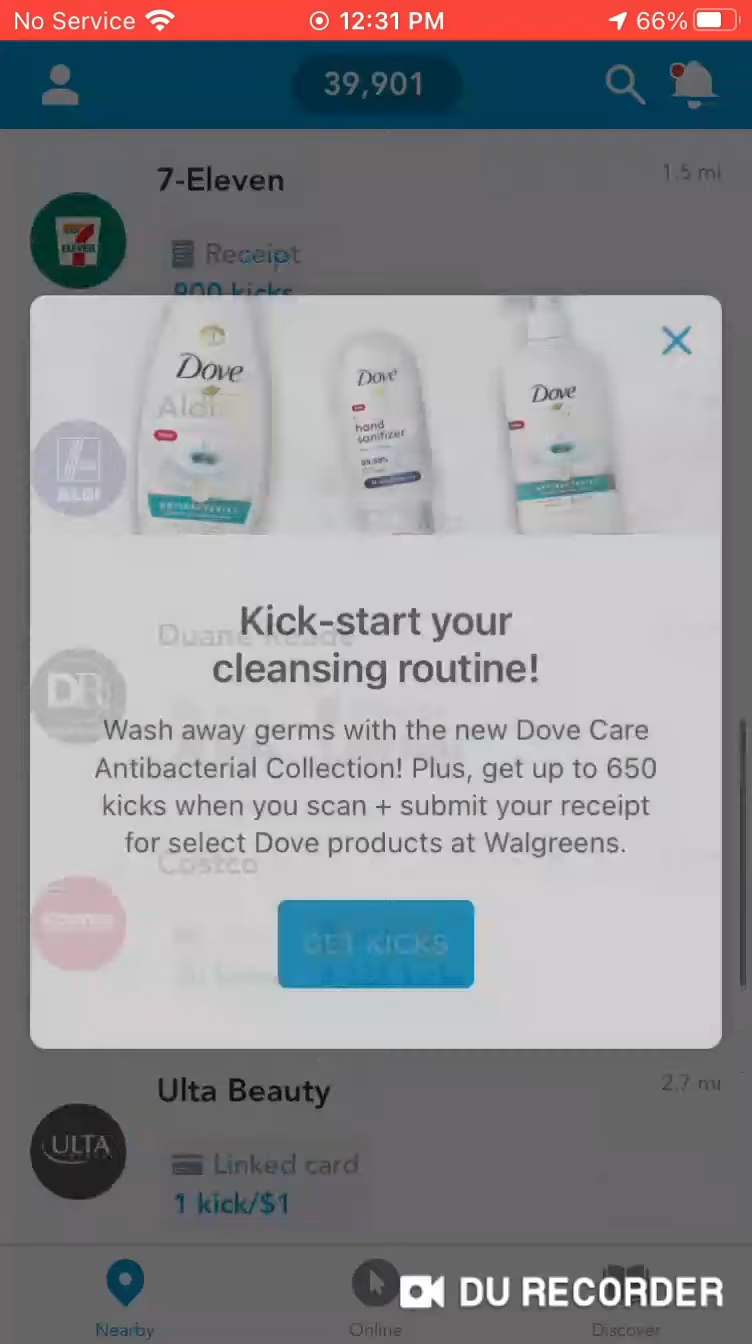 No Service 12:31 PM 66%
39,901
7-Eleven 1.5 mi
7 ELEVEN
Receipt
900 kicks
Dove
Dove
hand
sanitizer
Dove
Aldi
ALDI
Kick-start your
cleansing routine!
Duane Reade
DR
Wash away germs with the new Dove Care
Antibacterial Collection! Plus, get up to 650
kicks when you scan + submit your receipt
for select Dove products at Walgreens.
Costco
GET KICKS
Ulta Beauty 2.7 mi
ULTA
Linked card
1 kick/$1
DU RECORDER
Nearby Online Discover